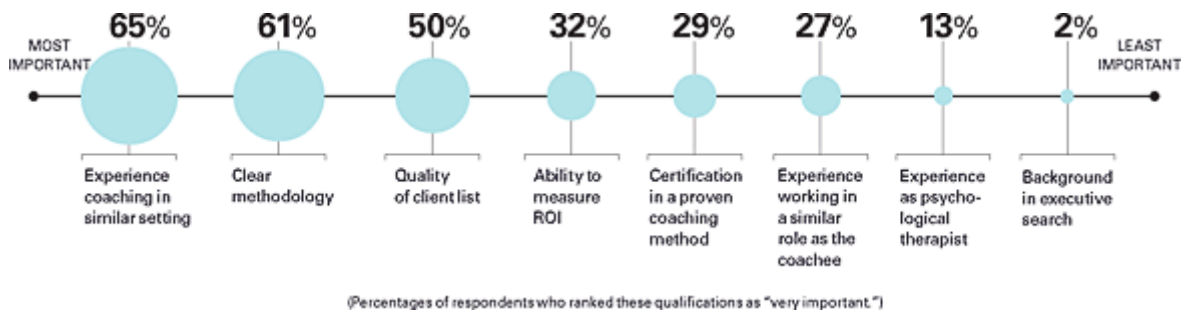 65%
61%
50%
32%
29%
27%
13%
2%
MOST
IMPORTANT
LEAST
IMPORTANT
Experience
coaching in
similar setting
Clear
methodology
Quality
of client list
Ability to
measure
ROI
Certification
in a proven
coaching
method
Experience
working in
a similar
role as the
coachee
Experience
as psycho-
logical
therapist
Background
in executive
search
(Percentages of respondents who ranked these qualifications as “very important.”)